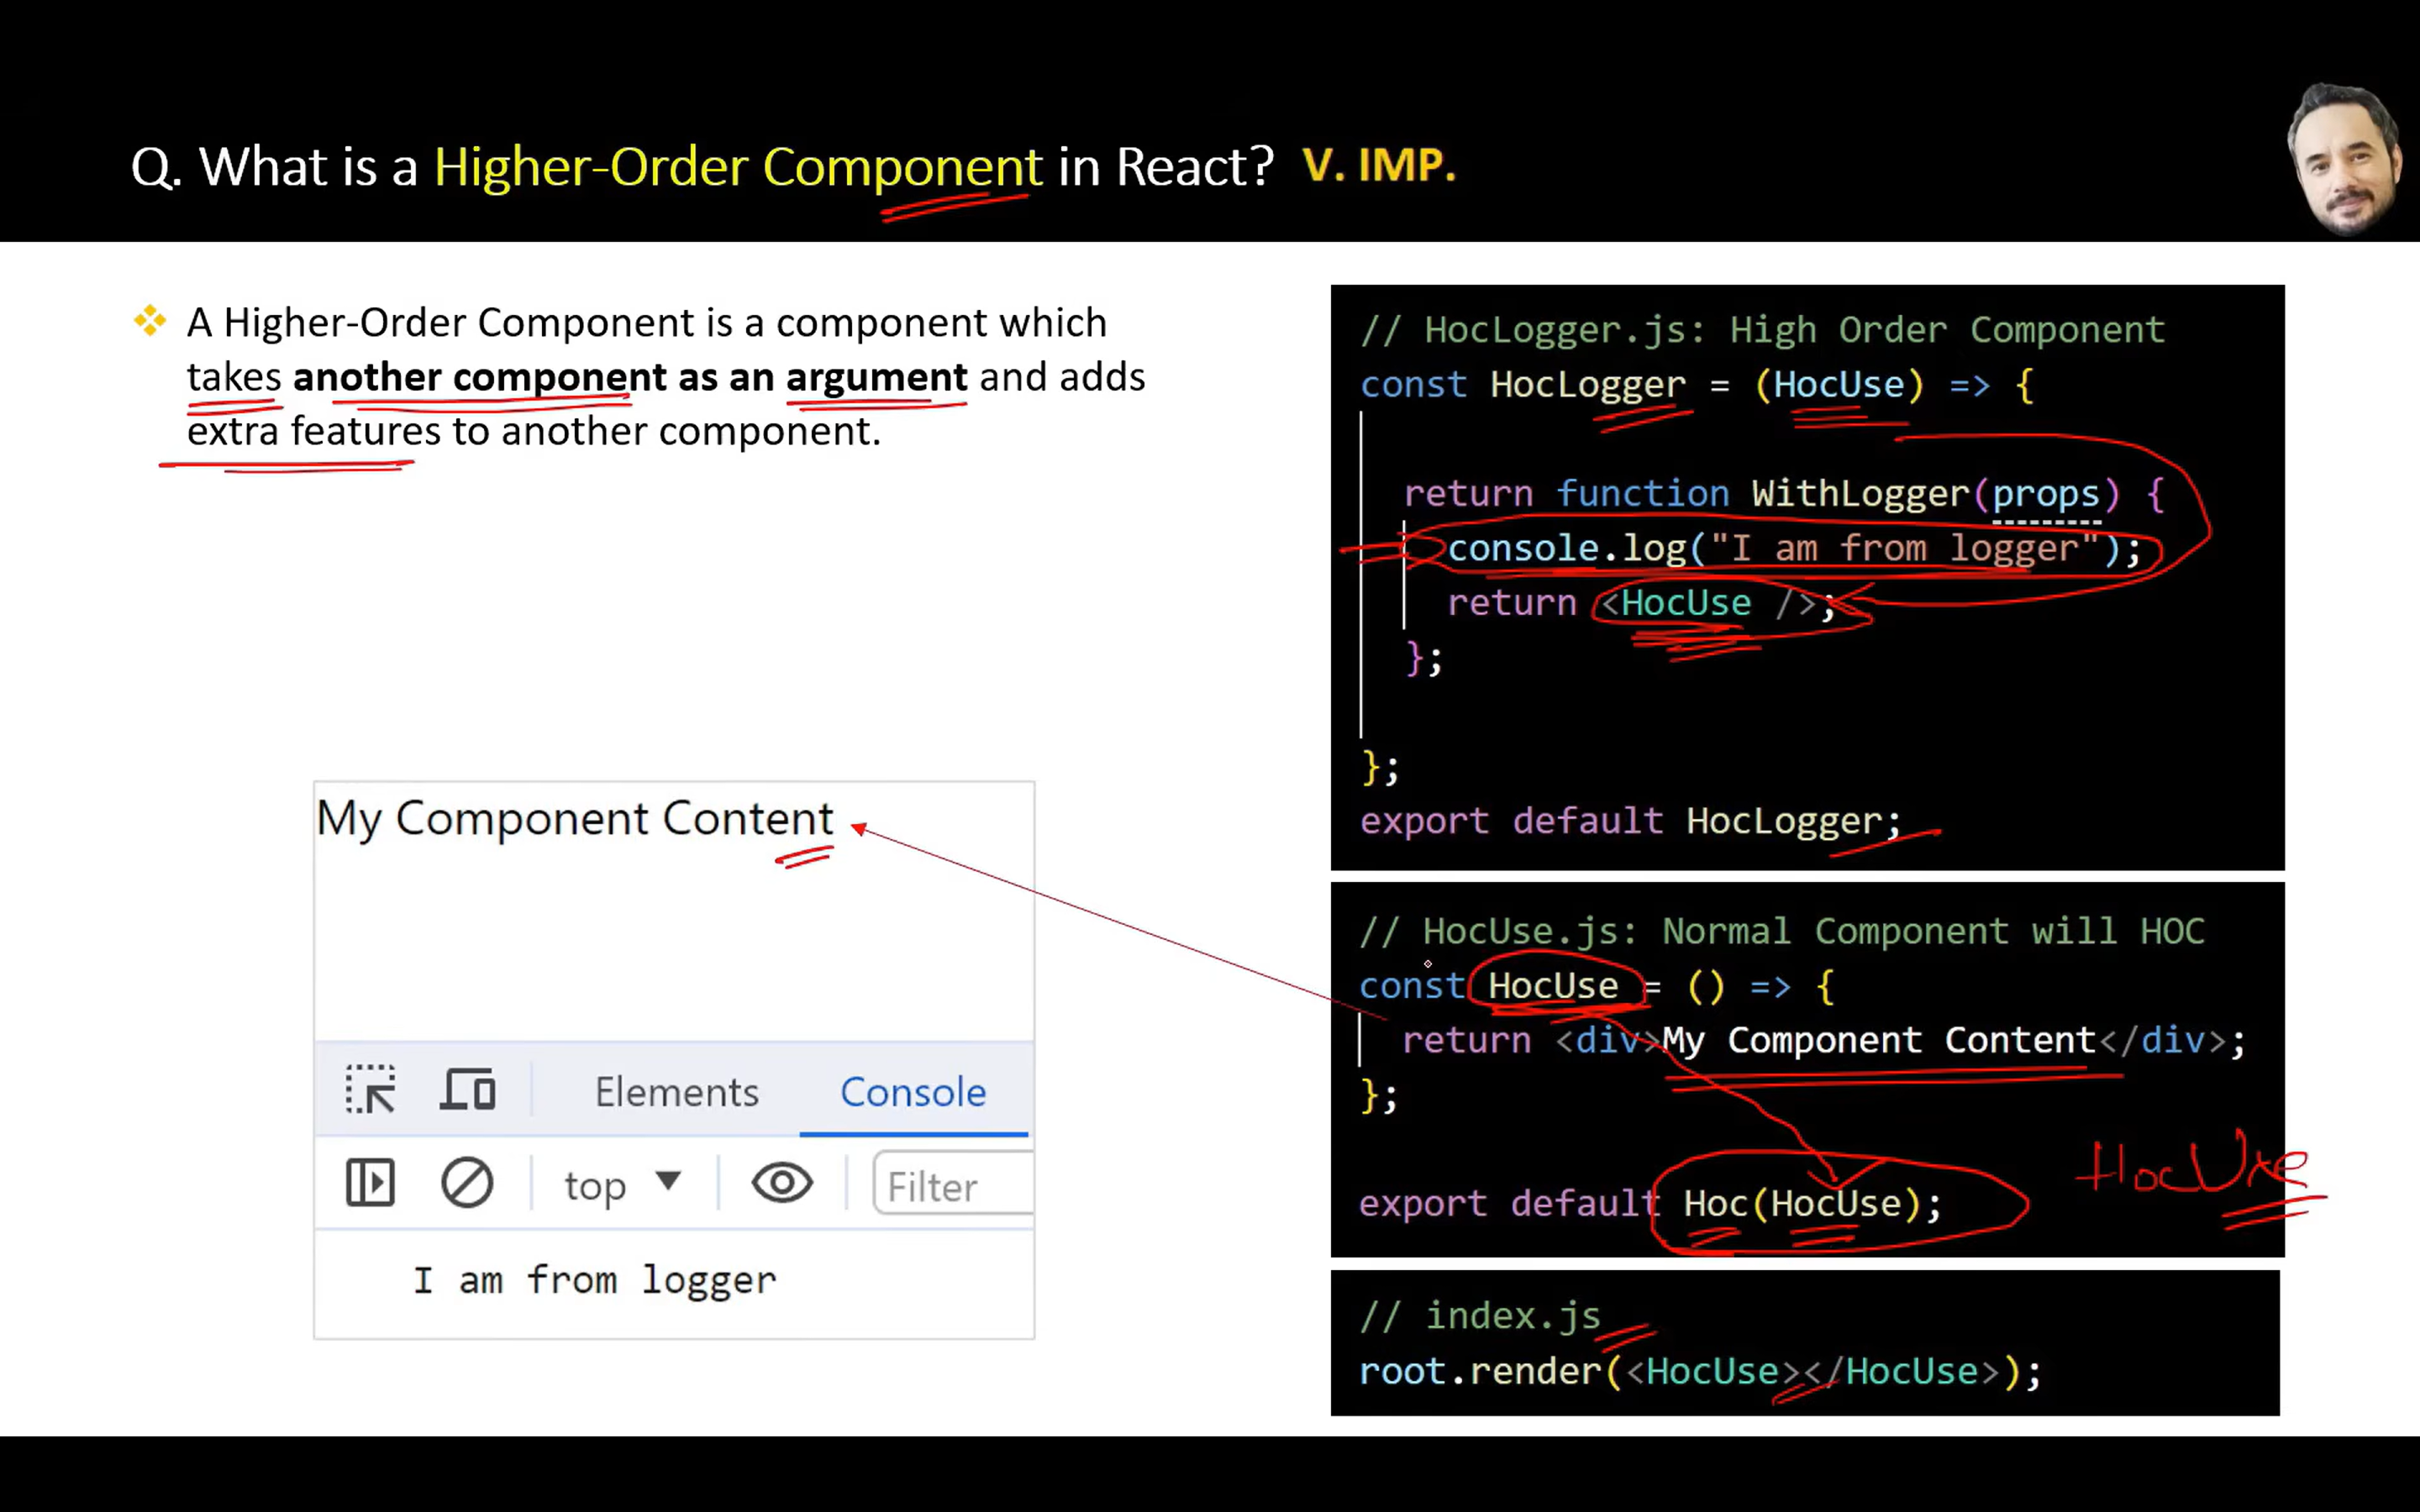 Q. What is a Higher-Order Component in React? V. IMP.
❖ A Higher-Order Component is a component which
takes another component as an argument and adds
extra features to another component.
My Component Content
Elements Console
top ▼ Filter
I am from logger
// HocLogger.js: High Order Component
const HocLogger = (HocUse) => {
return function WithLogger(props) {
console.log("I am from logger");
return <HocUse />;
};
};
export default HocLogger;
// HocUse.js: Normal Component will HOC
const HocUse = () => {
return <div>My Component Content</div>;
};
export default Hoc(HocUse);
HocUse
// index.js
root.render(<HocUse></HocUse>);